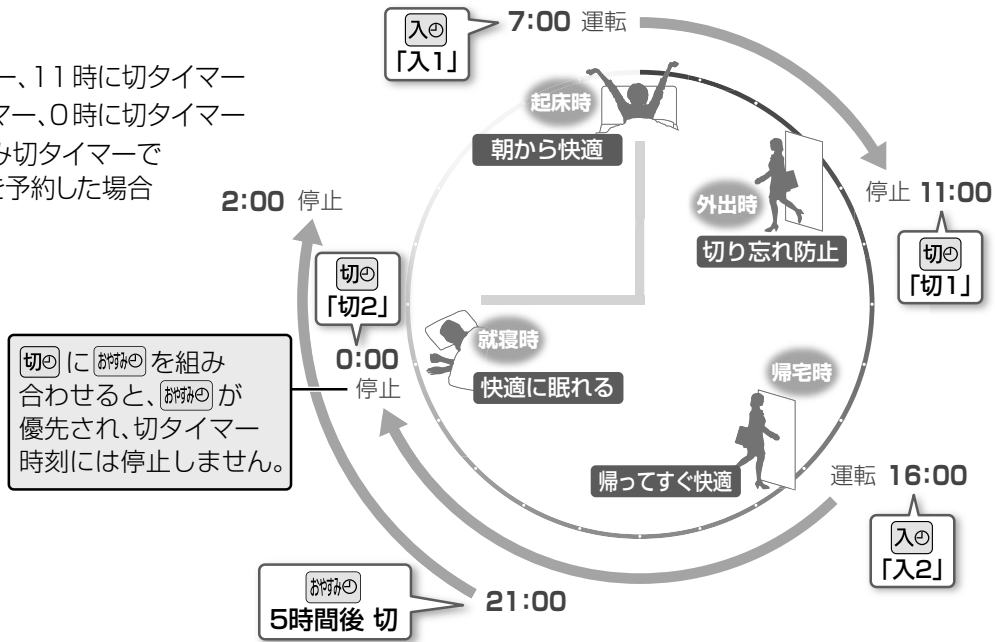 入
「入1」
7:00 運転
ー、11時に切タイマー
マー、0時に切タイマー
み切タイマーで
を予約した場合
起床時
朝から快適
2:00 停止
外出時
切り忘れ防止
停止 11:00
切
「切1」
切
「切2」
0:00
停止
就寝時
快適に眠れる
切 に おやすみ を組み
合わせると、おやすみ が
優先され、切タイマー
時刻には停止しません。
帰宅時
帰ってすぐ快適
運転 16:00
入
「入2」
おやすみ
5時間後 切
21:00